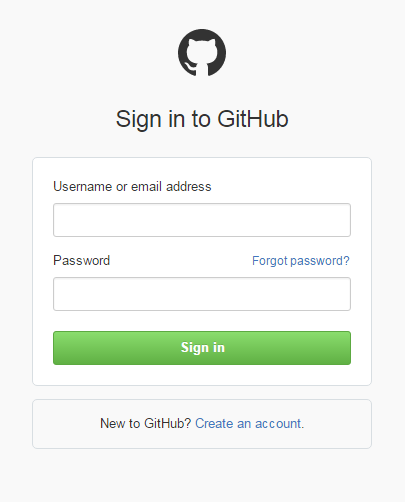 Sign in to GitHub
Username or email address
Password Forgot password?
Sign in
New to GitHub? Create an account.